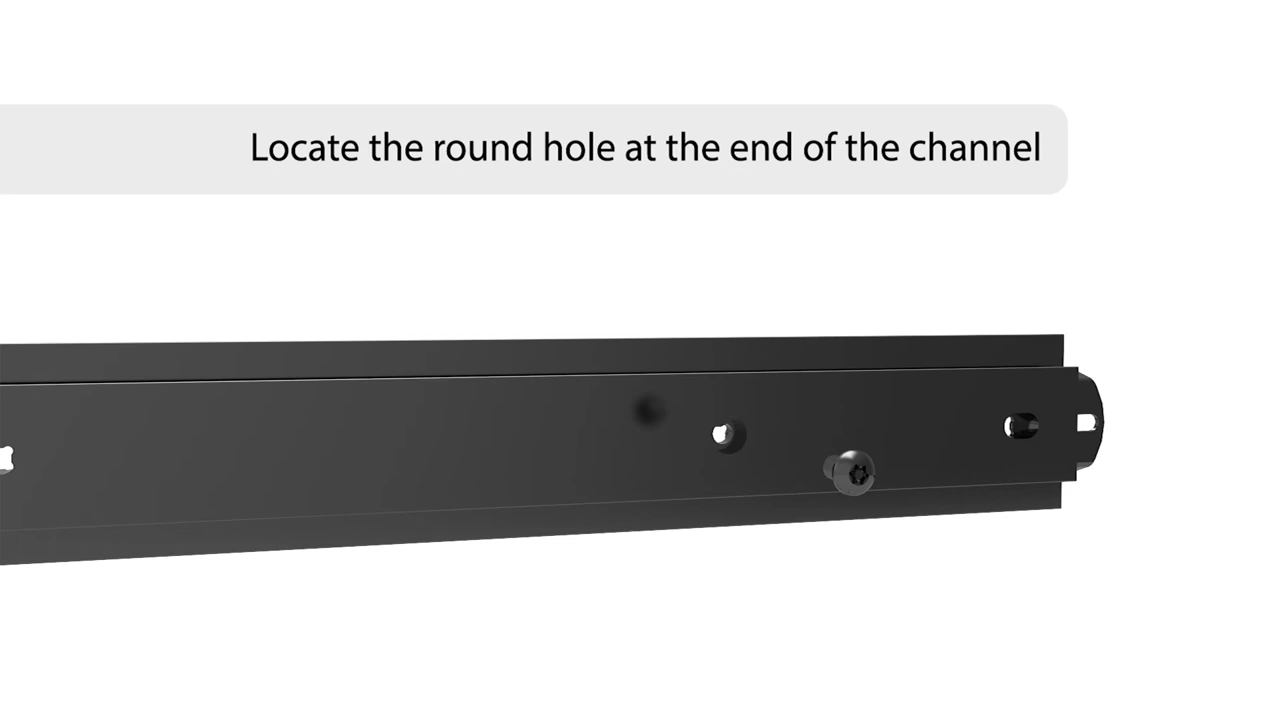 Locate the round hole at the end of the channel